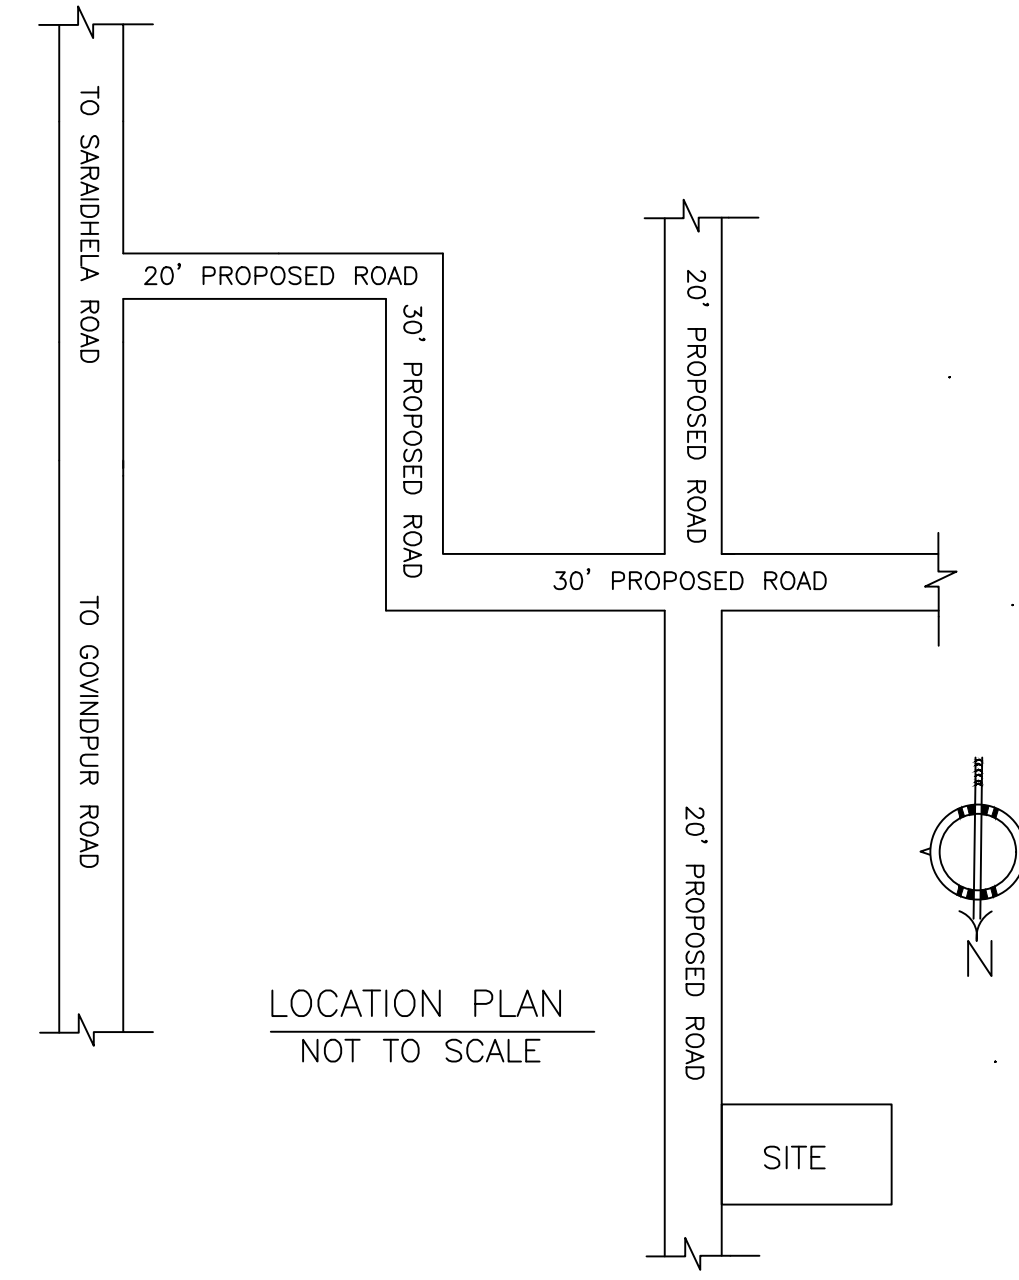 TO SARAIDHELA ROAD
20' PROPOSED ROAD
30' PROPOSED ROAD
20' PROPOSED ROAD
30' PROPOSED ROAD
TO GOVINDPUR ROAD
20' PROPOSED ROAD
N
LOCATION PLAN
NOT TO SCALE
SITE